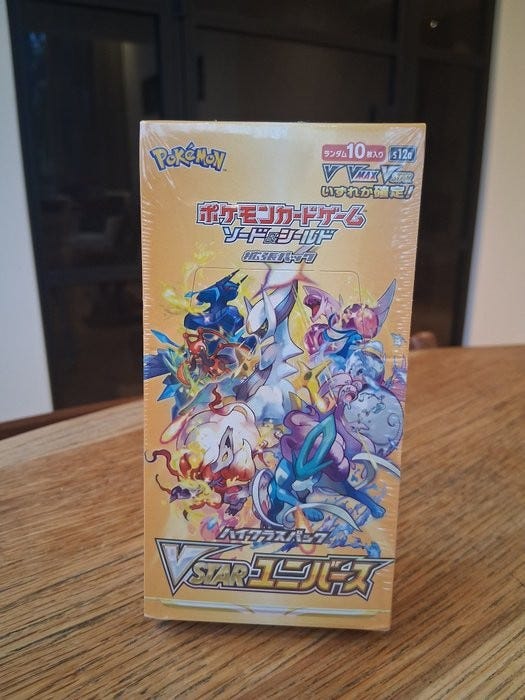 POKÉMON
ランダム10枚入り s12a
V VMAX VSTAR
いずれか確定！
ポケモンカードゲーム
ソード&シールド
拡張パック
ハイクラスパック
VSTARユニバース